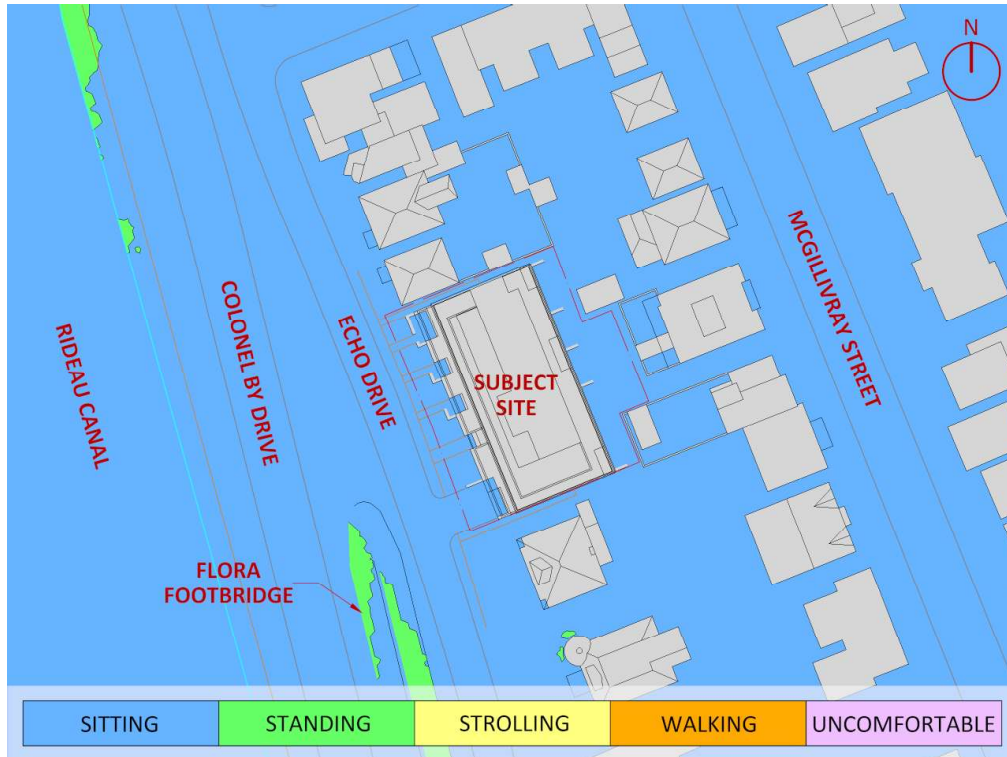 N
RIDEAU CANAL
COLONEL BY DRIVE
ECHO DRIVE
SUBJECT
SITE
MCGILLIVRAY STREET
FLORA
FOOTBRIDGE
SITTING
STANDING
STROLLING
WALKING
UNCOMFORTABLE